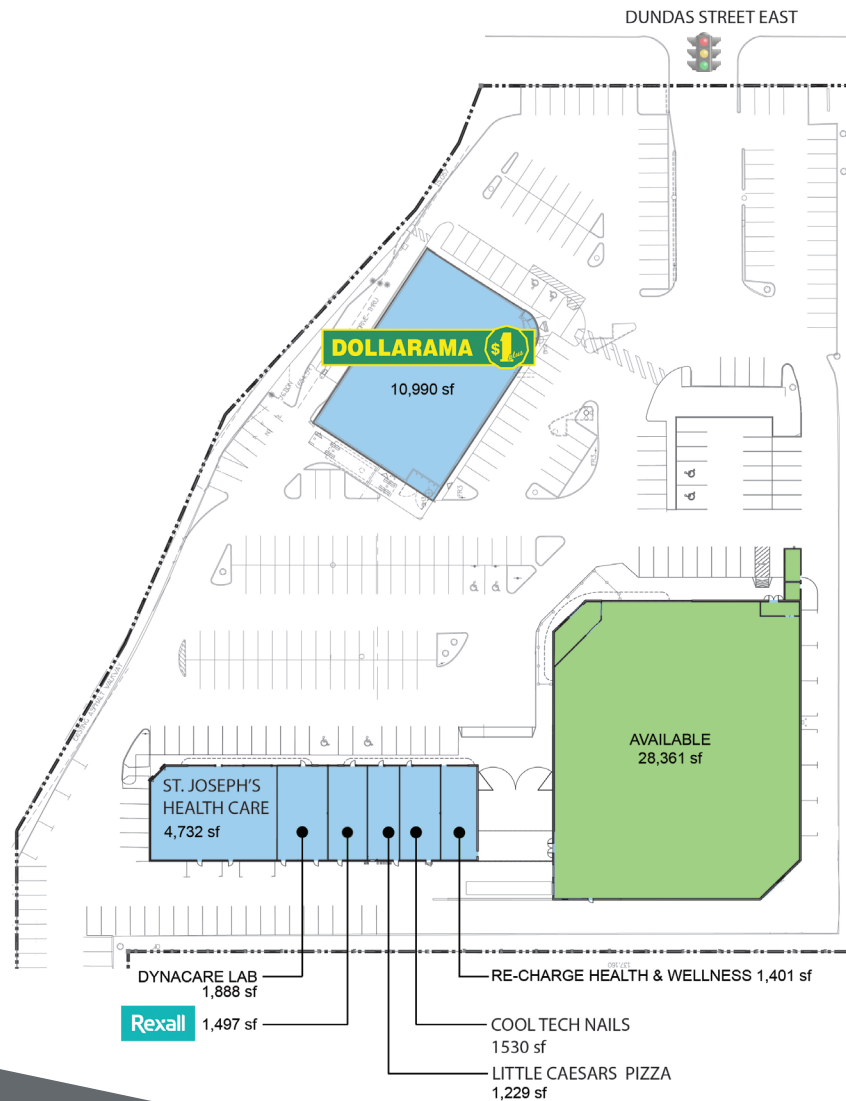 DUNDAS STREET EAST
DOLLARAMA $1 plus
10,990 sf
AVAILABLE
28,361 sf
ST. JOSEPH'S
HEALTH CARE
4,732 sf
DYNACARE LAB
1,888 sf
RE-CHARGE HEALTH & WELLNESS 1,401 sf
Rexall 1,497 sf
COOL TECH NAILS
1530 sf
LITTLE CAESARS PIZZA
1,229 sf